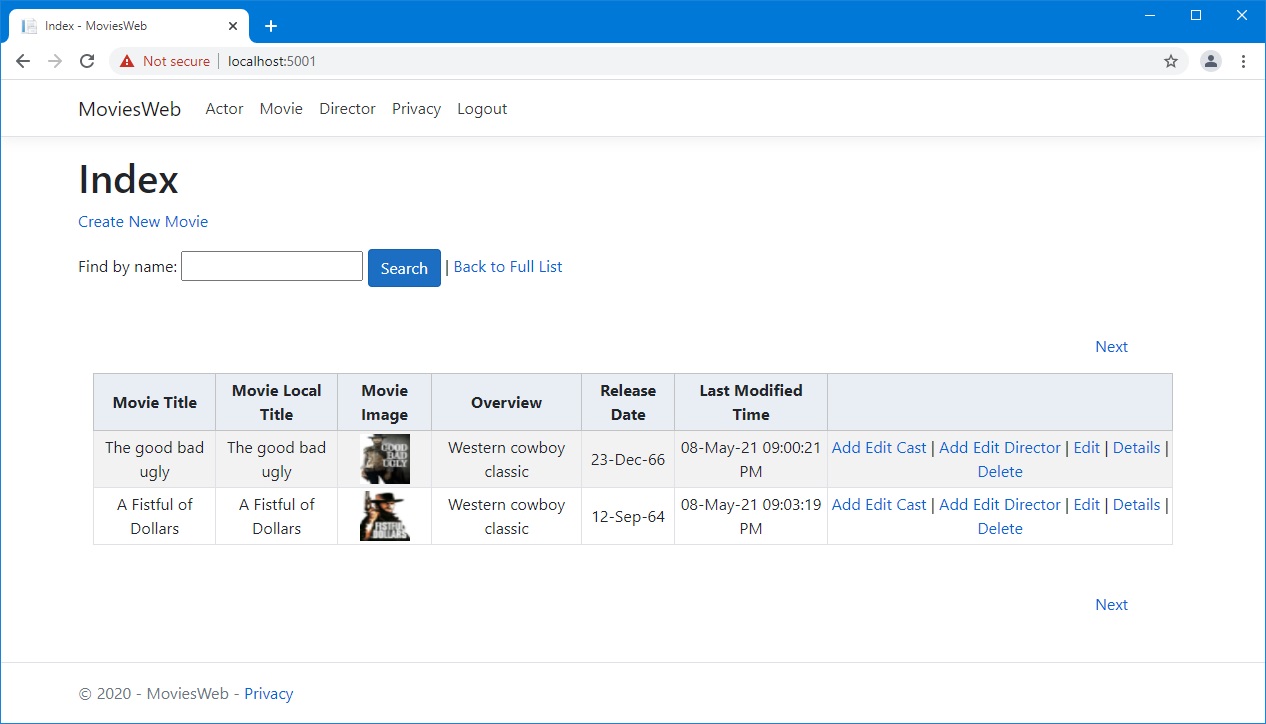 Index - MoviesWeb
Not secure | localhost:5001
MoviesWeb Actor Movie Director Privacy Logout
Index
Create New Movie
Find by name: Search | Back to Full List
Next
Movie Title Movie Local Title Movie Image Overview Release Date Last Modified Time
The good bad ugly The good bad ugly GOOD BAD UGLY Western cowboy classic 23-Dec-66 08-May-21 09:00:21 PM Add Edit Cast | Add Edit Director | Edit | Details | Delete
A Fistful of Dollars A Fistful of Dollars FISTFUL DOLLARS Western cowboy classic 12-Sep-64 08-May-21 09:03:19 PM Add Edit Cast | Add Edit Director | Edit | Details | Delete
Next
© 2020 - MoviesWeb - Privacy